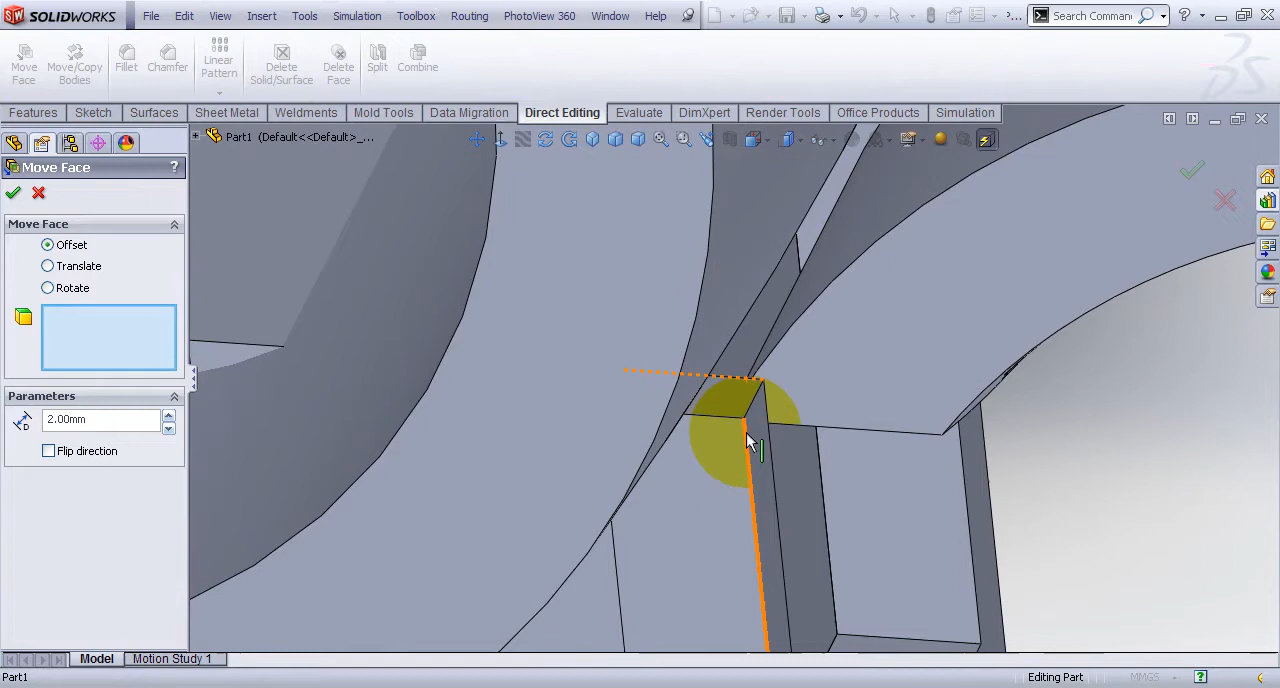 SOLIDWORKS File Edit View Insert Tools Simulation Toolbox Routing PhotoView 360 Window Help Search Comman
Move Face
Move/Copy Bodies
Fillet
Chamfer
Linear Pattern
Delete Solid/Surface
Delete Face
Split
Combine
Features Sketch Surfaces Sheet Metal Weldments Mold Tools Data Migration Direct Editing Evaluate DimXpert Render Tools Office Products Simulation
Part1 (Default<<Default>_...
Move Face ?
Move Face
Offset
Translate
Rotate
Parameters
2.00mm
Flip direction
Model Motion Study 1
Part1 Editing Part MMGS